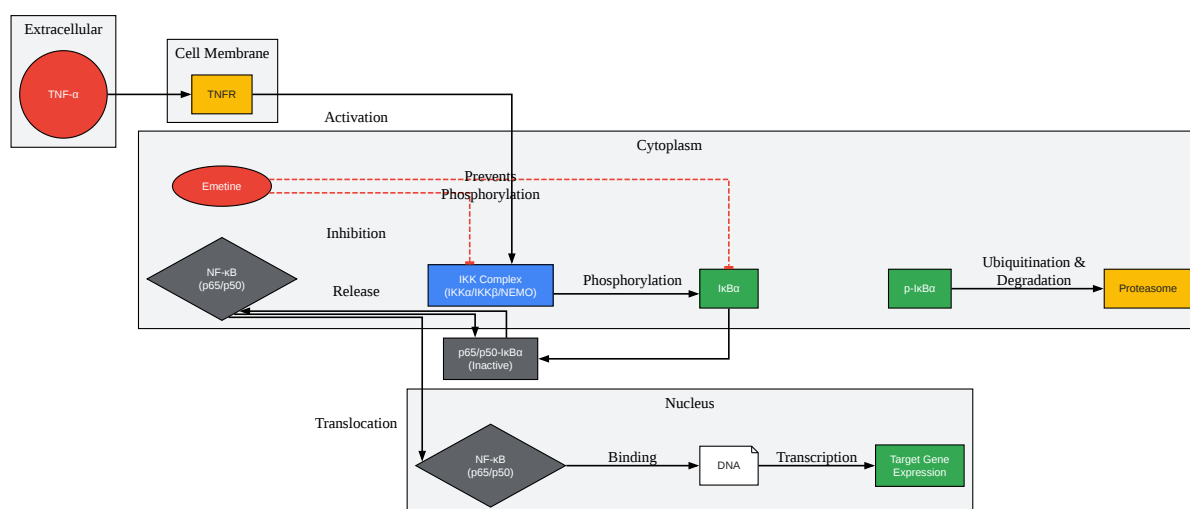 Extracellular
TNF-α
Cell Membrane
TNFR
Activation
Cytoplasm
Emetine
Prevents
Phosphorylation
Inhibition
NF-κB
(p65/p50)
Release
IKK Complex
(IKKα/IKKβ/NEMO)
Phosphorylation
IκBα
p-IκBα
Ubiquitination &
Degradation
Proteasome
p65/p50-IκBα
(Inactive)
Nucleus
Translocation
NF-κB
(p65/p50)
Binding
DNA
Transcription
Target Gene
Expression